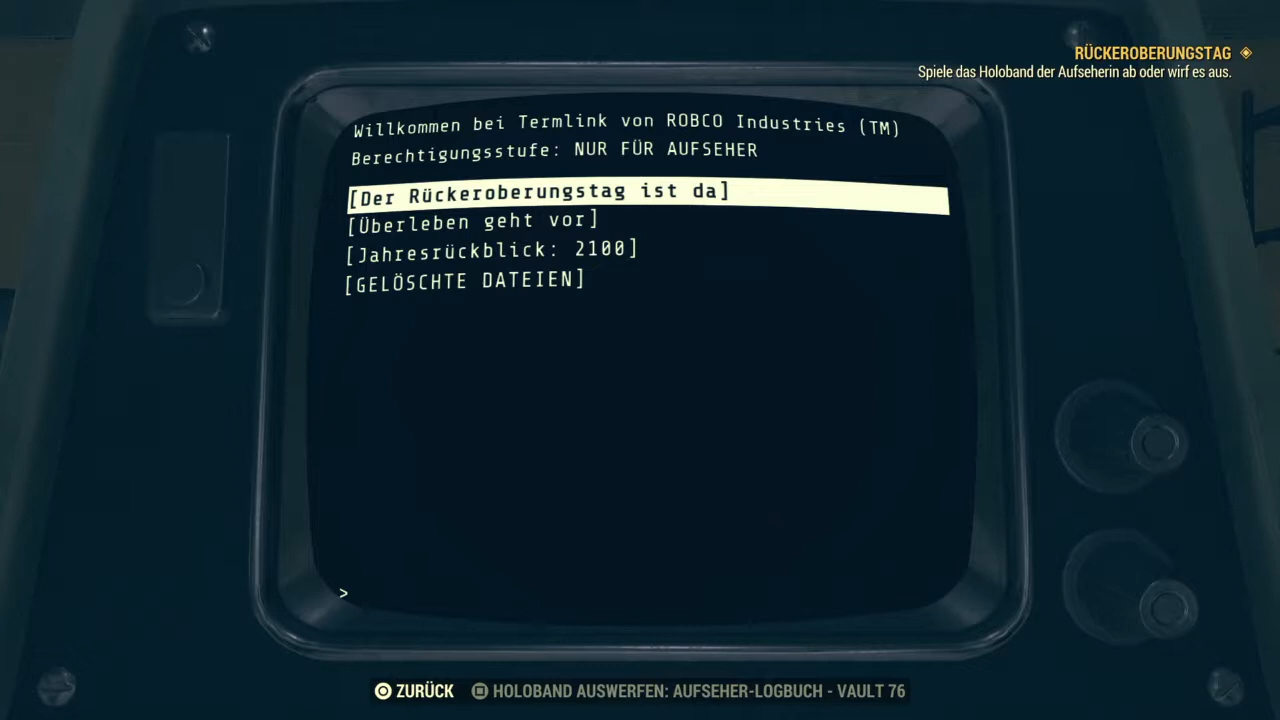 RÜCKEROBERUNGSTAG
Spiele das Holoband der Aufseherin ab oder wirf es aus.
Willkommen bei Termlink von ROBCO Industries (TM)
Berechtigungsstufe: NUR FÜR AUFSEHER
[Der Rückeroberungstag ist da]
[Überleben geht vor]
[Jahresrückblick: 2100]
[GELÖSCHTE DATEIEN]
>
ZURÜCK HOLOBAND AUSWERFEN: AUFSEHER-LOGBUCH - VAULT 76